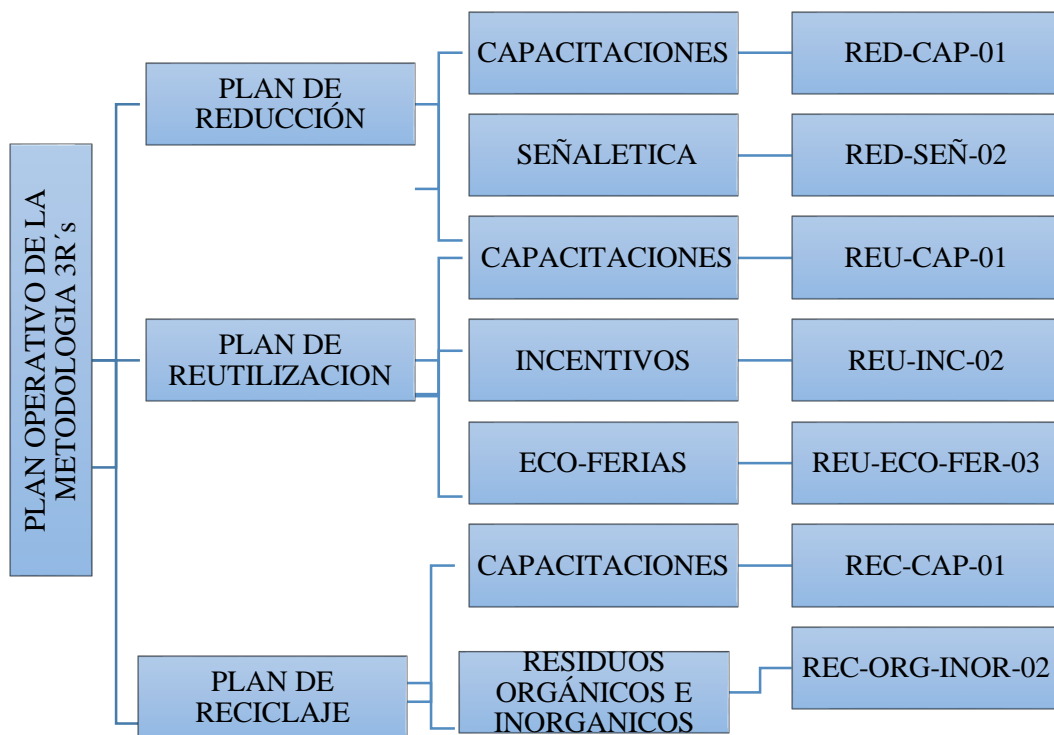 PLAN OPERATIVO DE LA
METODOLOGIA 3R´s
PLAN DE
REDUCCIÓN
CAPACITACIONES
RED-CAP-01
SEÑALETICA
RED-SEÑ-02
PLAN DE
REUTILIZACION
CAPACITACIONES
REU-CAP-01
INCENTIVOS
REU-INC-02
ECO-FERIAS
REU-ECO-FER-03
PLAN DE
RECICLAJE
CAPACITACIONES
REC-CAP-01
RESIDUOS
ORGÁNICOS E
INORGANICOS
REC-ORG-INOR-02